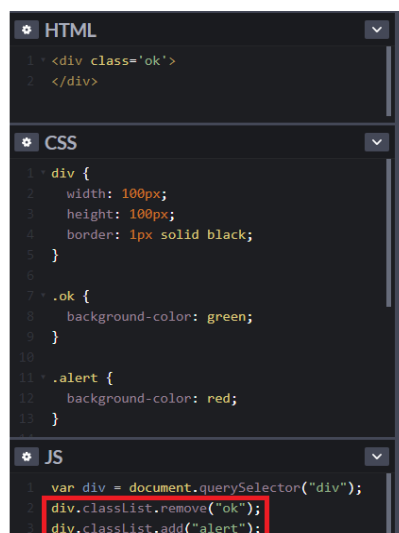 HTML
1 <div class='ok'>
2 </div>
CSS
1 div {
2 width: 100px;
3 height: 100px;
4 border: 1px solid black;
5 }
6
7 .ok {
8 background-color: green;
9 }
10
11 .alert {
12 background-color: red;
13 }
JS
1 var div = document.querySelector("div");
2 div.classList.remove("ok");
3 div.classList.add("alert");